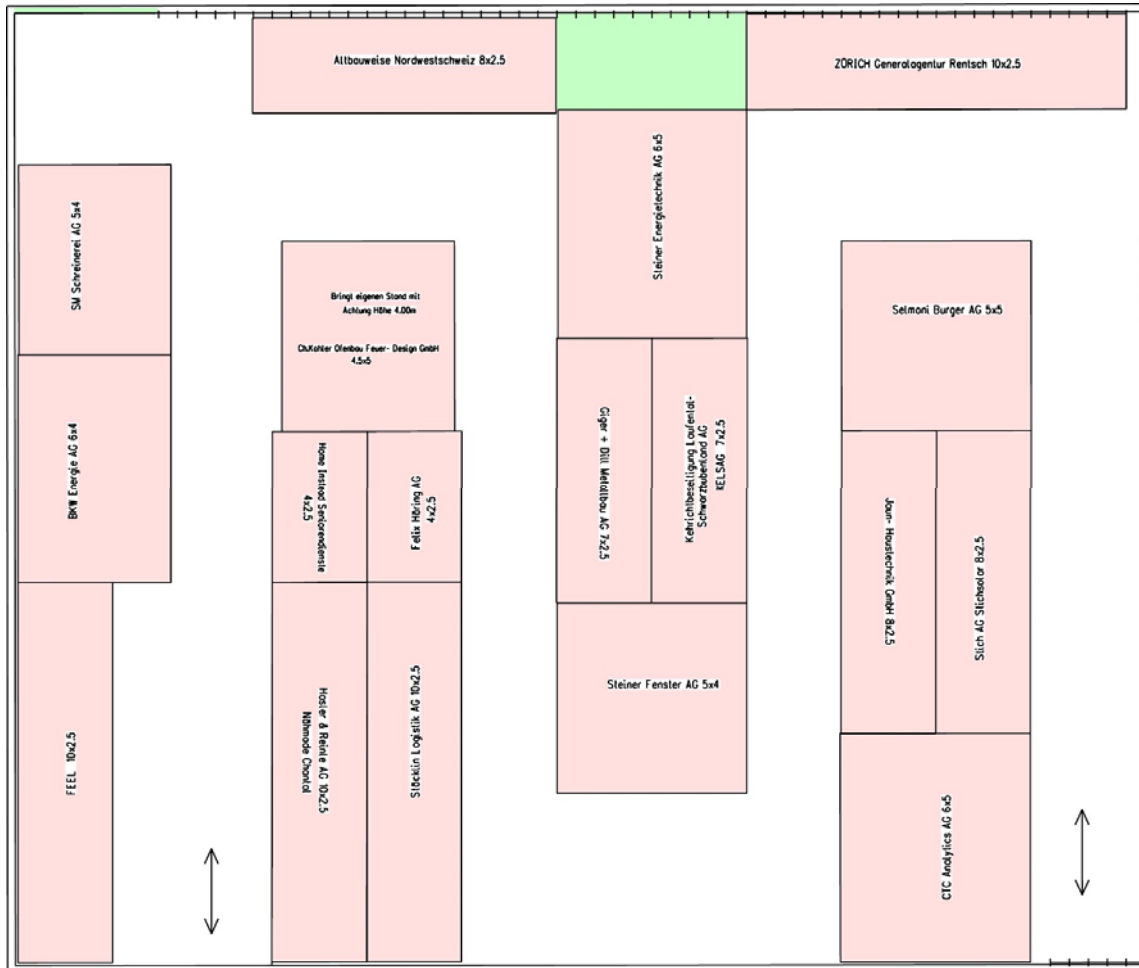 Altbauweise Nordwestschweiz 8x2.5
ZÜRICH Generalagentur Rentsch 10x2.5
SM Schreinerei AG 5x4
BKW Energie AG 6x4
FEEL 10x2.5
Bringt eigenen Stand mit
Achtung Höhe 4.00m
Ch.Kohler Ofenbau Feuer- Design GmbH
4.5x5
Home Instead Seniorendienste
4x2.5
Felix Häring AG
4x2.5
Hasler & Reinle AG 10x2.5
Nähmode Chantal
Stöcklin Logistik AG 10x2.5
Steiner Energietechnik AG 6x5
Giger + Dill Metallbau AG 7x2.5
Kehrichtbeseitigung Laufental-
Schwarzbubenland AG
KELSAG 7x2.5
Steiner Fenster AG 5x4
Selmoni Burger AG 5x5
Jaun- Haustechnik GmbH 8x2.5
Stich AG Stichsolar 8x2.5
CTC Analytics AG 6x5